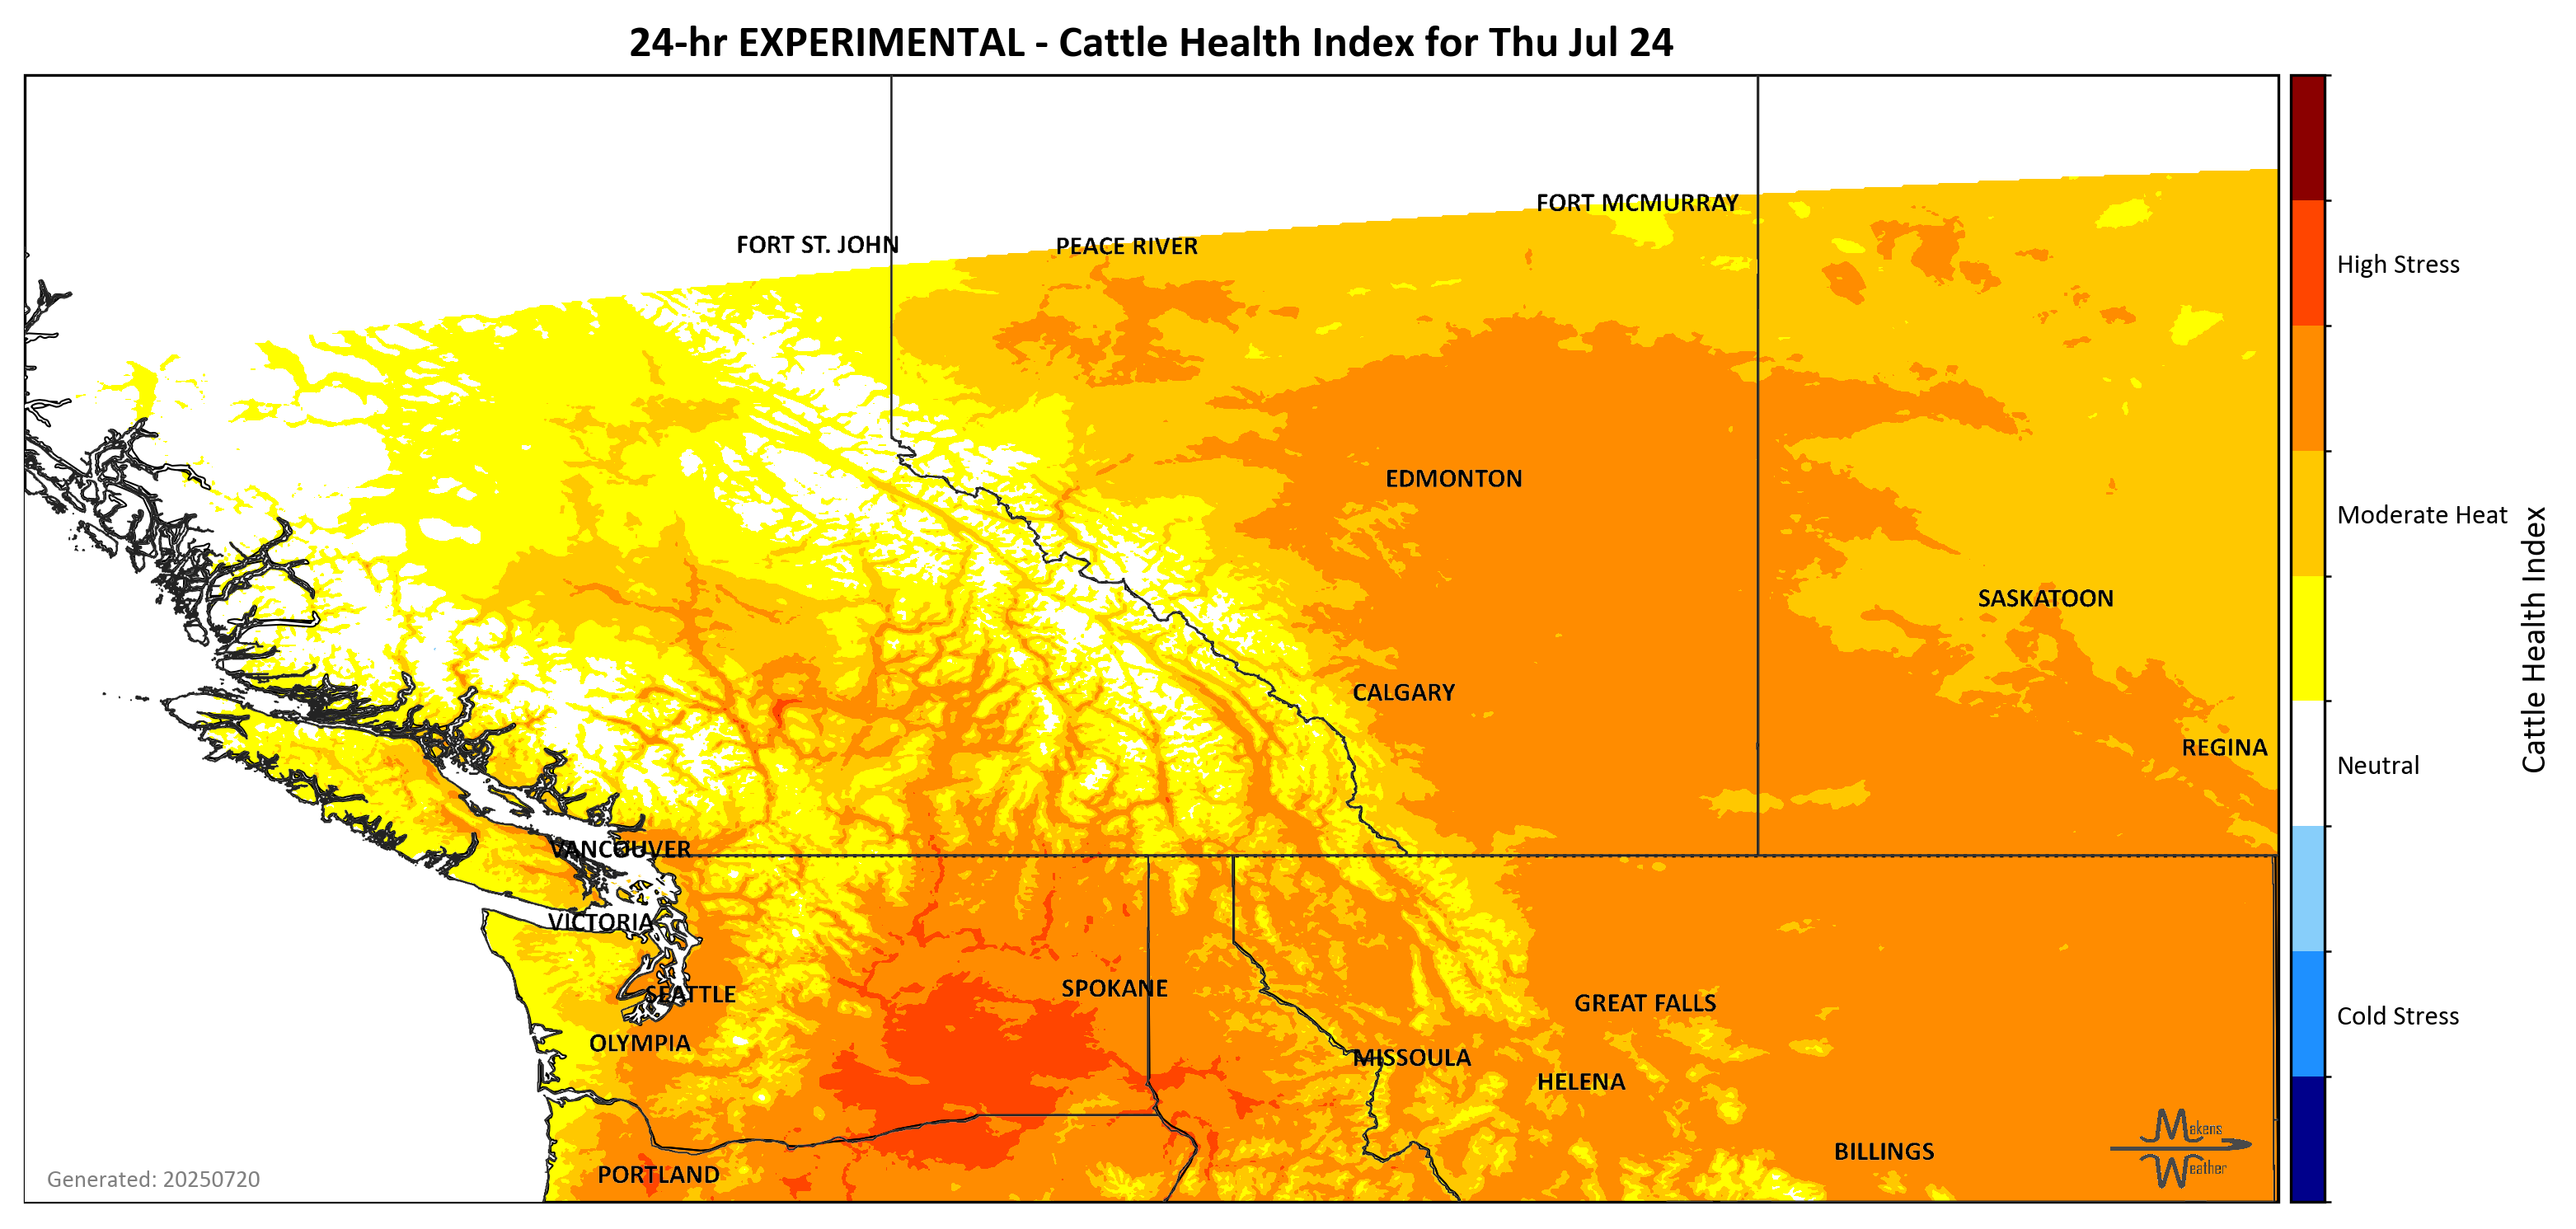 24-hr EXPERIMENTAL - Cattle Health Index for Thu Jul 24
FORT MCMURRAY
FORT ST. JOHN
PEACE RIVER
High Stress
EDMONTON
Moderate Heat
SASKATOON
Cattle Health Index
CALGARY
REGINA
Neutral
VANCOUVER
VICTORIA
SPOKANE
SEATTLE
GREAT FALLS
Cold Stress
OLYMPIA
MISSOULA
HELENA
Makens
BILLINGS
Weather
PORTLAND
Generated: 20250720